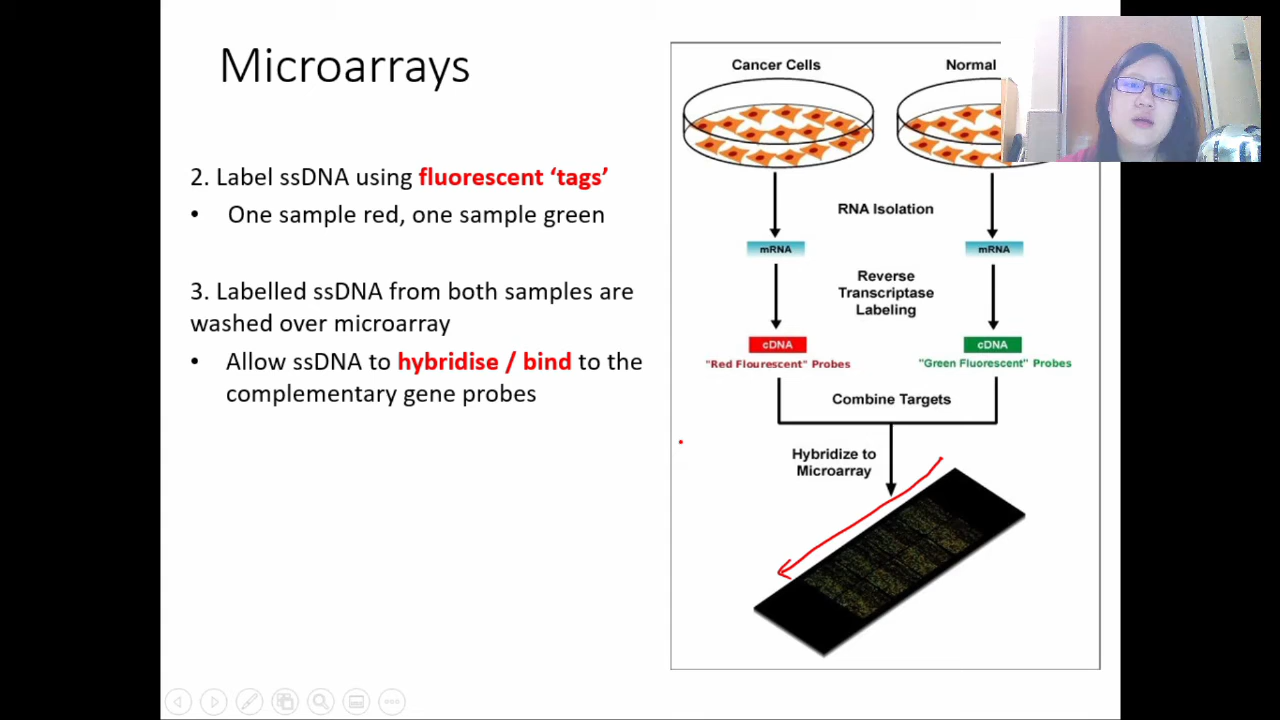 Microarrays
2. Label ssDNA using fluorescent ‘tags’
• One sample red, one sample green
3. Labelled ssDNA from both samples are
washed over microarray
• Allow ssDNA to hybridise / bind to the
complementary gene probes
Cancer Cells
Normal
RNA Isolation
mRNA
mRNA
Reverse
Transcriptase
Labeling
cDNA
cDNA
"Red Flourescent" Probes
"Green Fluorescent" Probes
Combine Targets
Hybridize to
Microarray